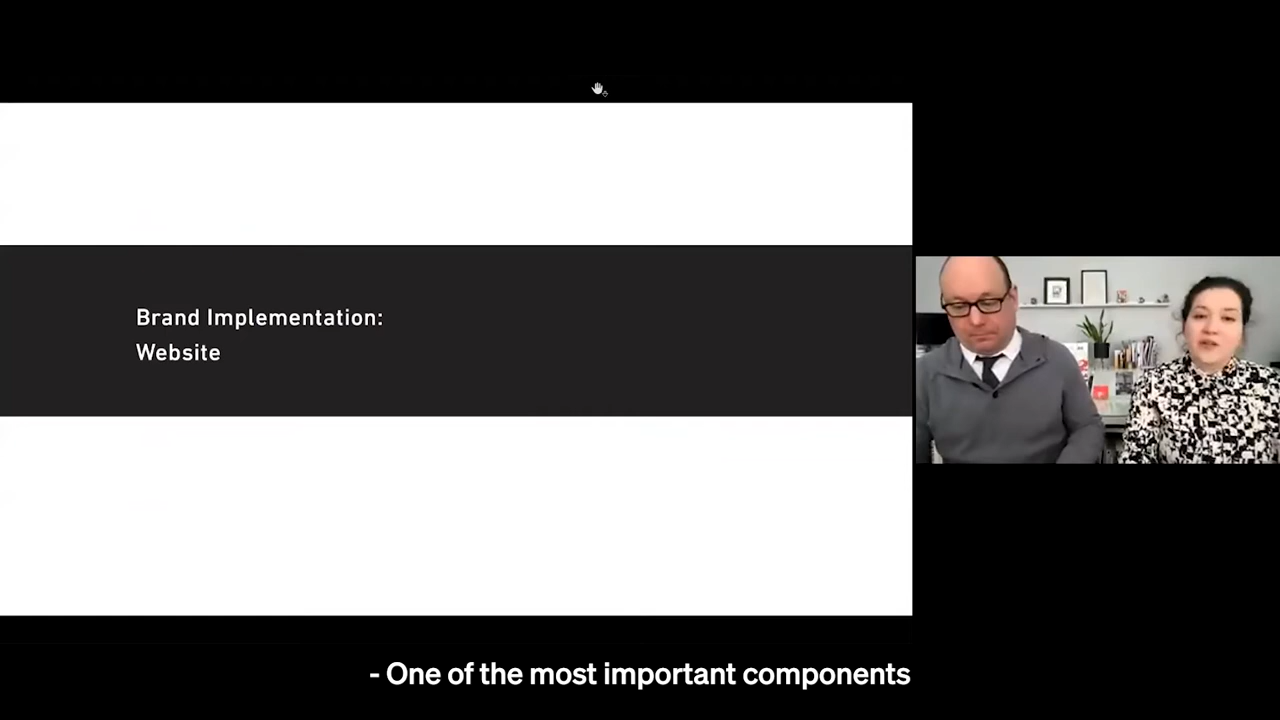 Brand Implementation:
Website
- One of the most important components